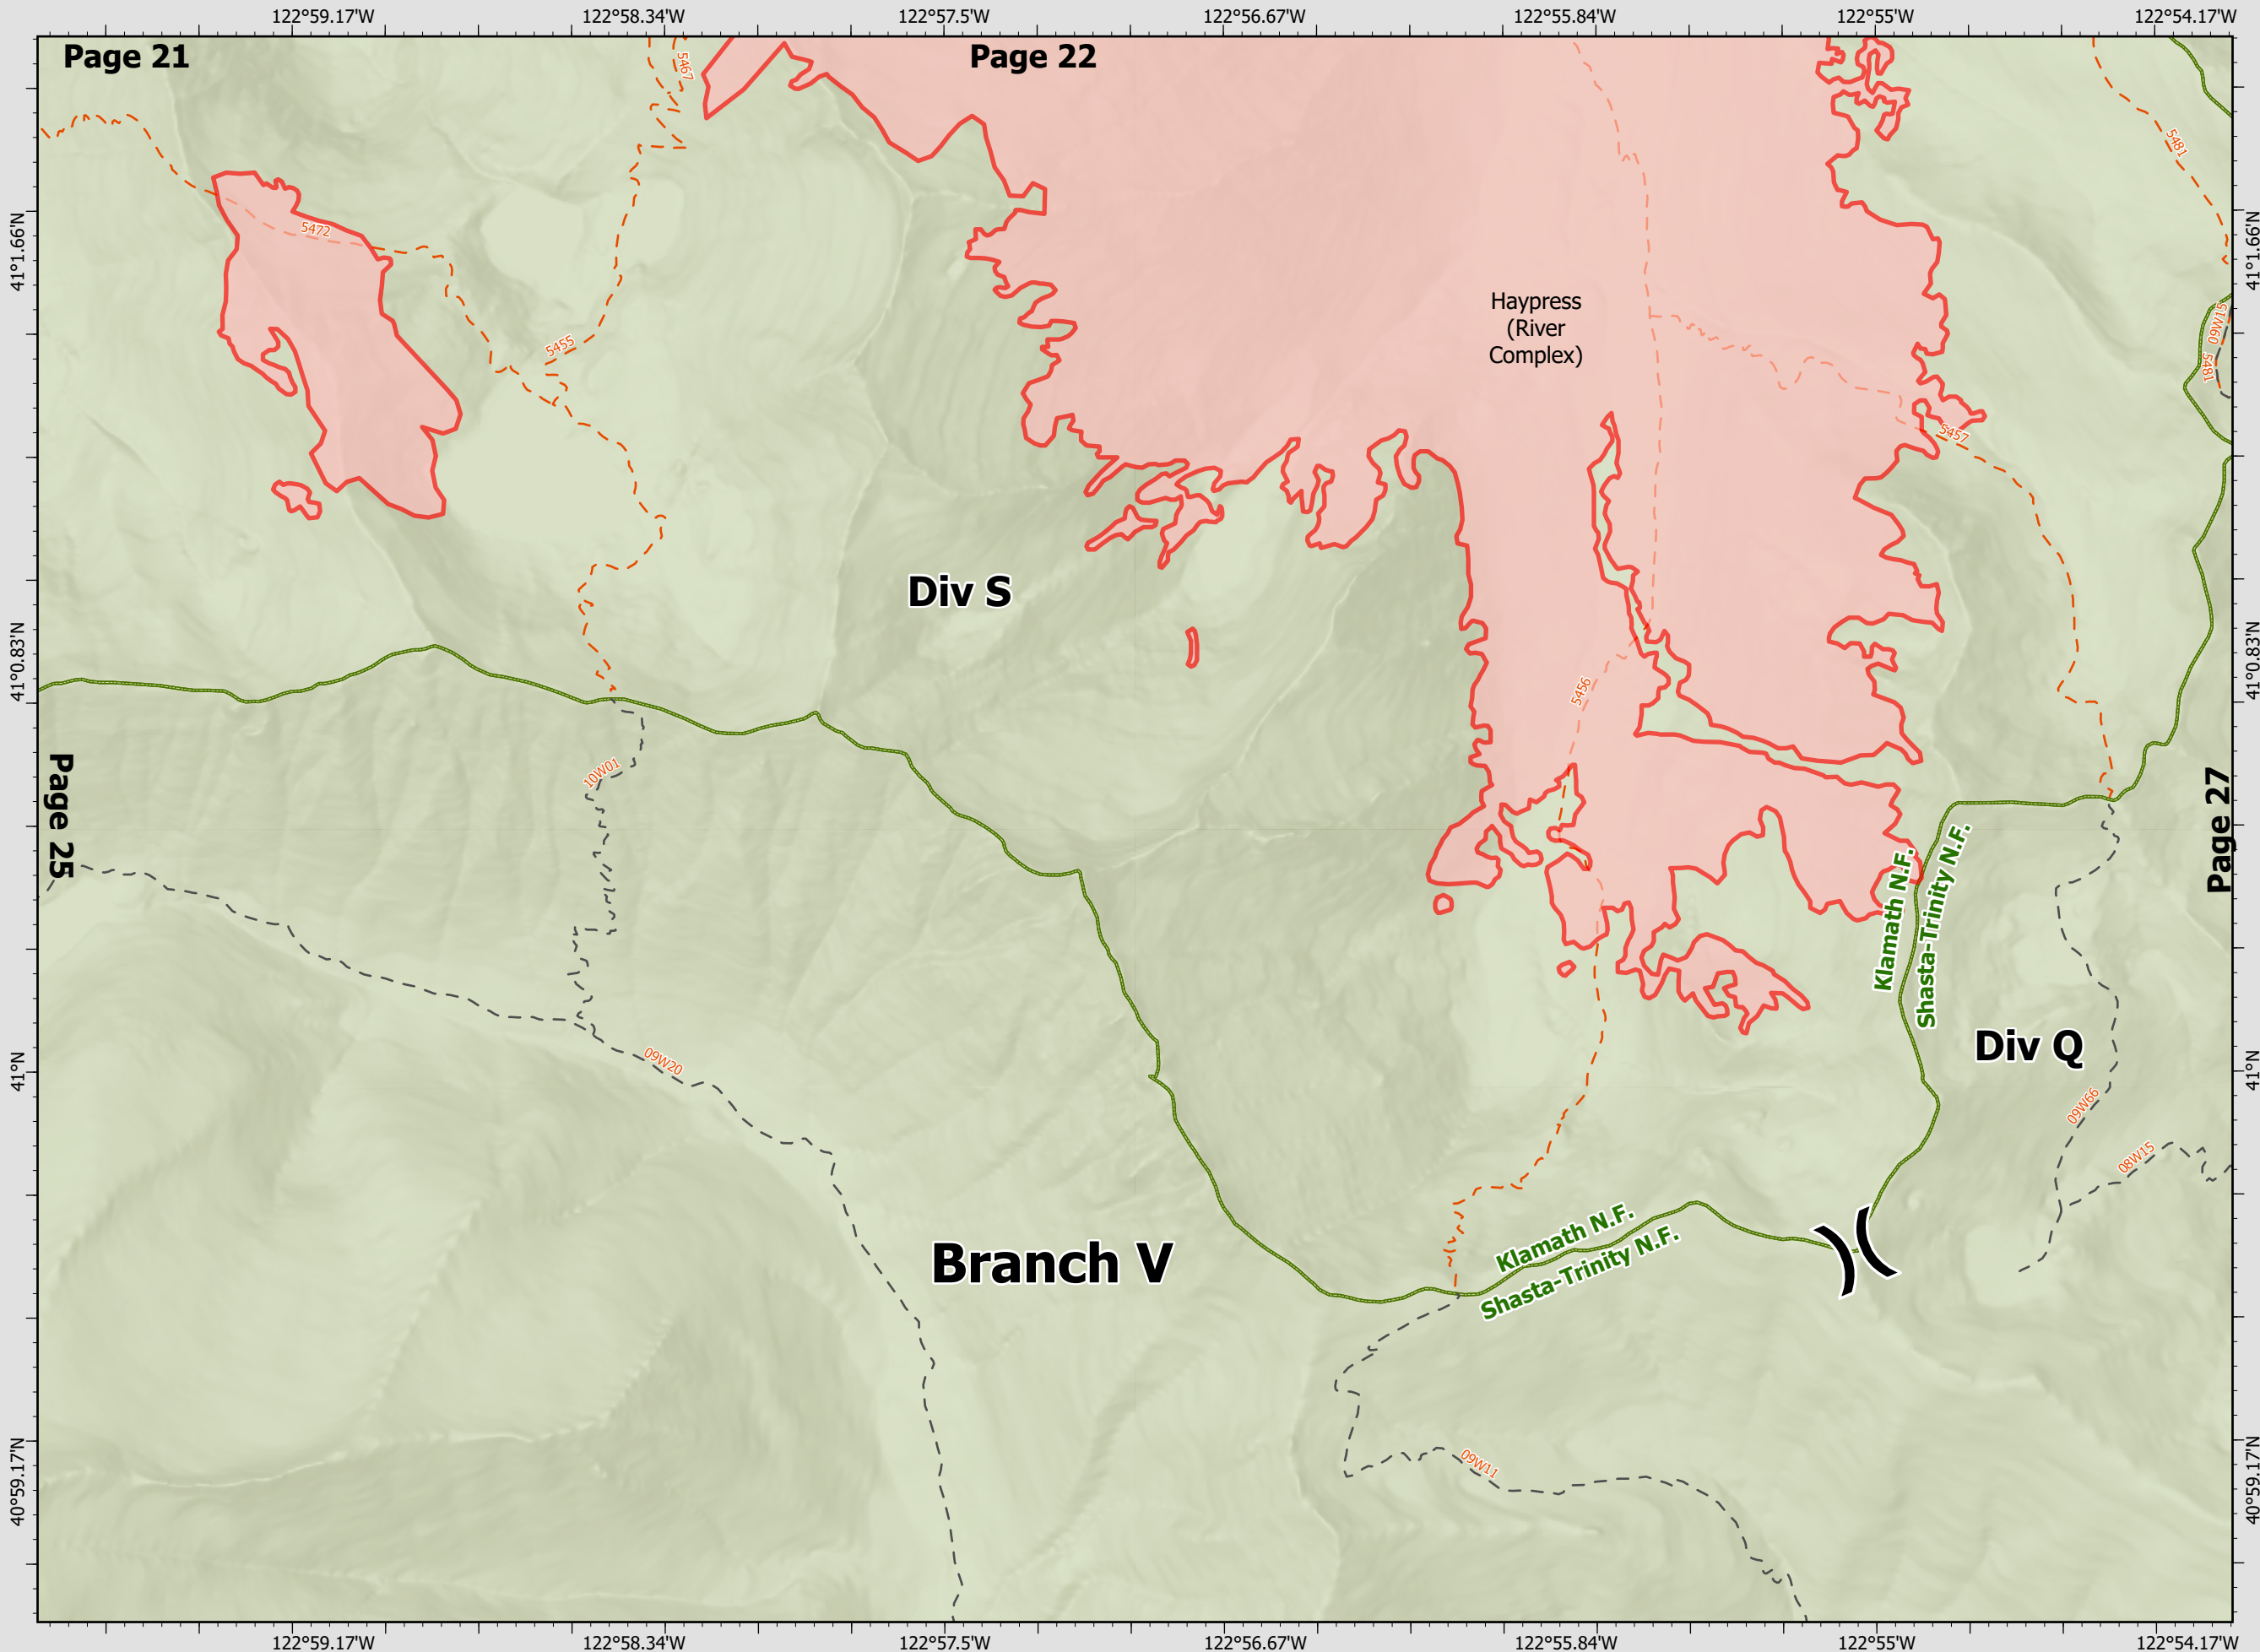 122°59.17'W 122°58.34'W 122°57.5'W 122°56.67'W 122°55.84'W 122°55'W 122°54.17'W
Page 21
Page 22
5467
5481
41°1.66'N
41°1.66'N
5472
Haypress
(River
Complex)
09W15
5455
5481
5457
Div S
41°0.83'N
41°0.83'N
5456
10W01
Page 25
Page 27
Klamath N.F.
Shasta-Trinity N.F.
41°N
41°N
Div Q
09W20
09W66
08W15
Klamath N.F.
Shasta-Trinity N.F.
Branch V
09W11
40°59.17'N
40°59.17'N
122°59.17'W 122°58.34'W 122°57.5'W 122°56.67'W 122°55.84'W 122°55'W 122°54.17'W